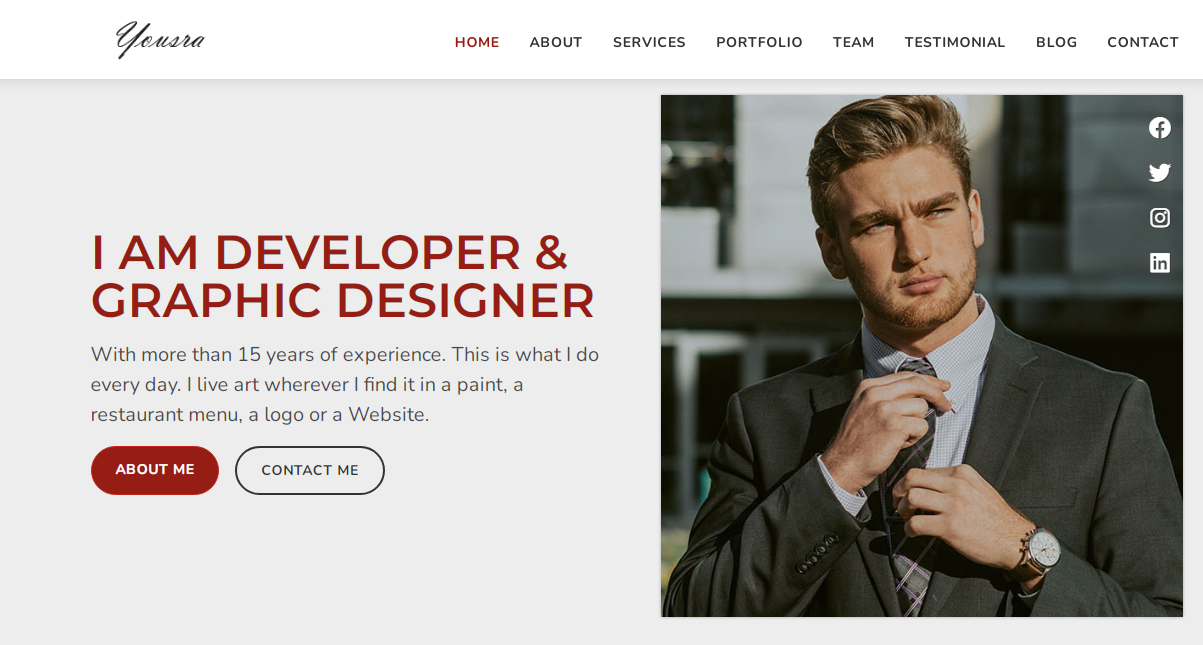 Yousra
HOME ABOUT SERVICES PORTFOLIO TEAM TESTIMONIAL BLOG CONTACT
I AM DEVELOPER &
GRAPHIC DESIGNER
With more than 15 years of experience. This is what I do
every day. I live art wherever I find it in a paint, a
restaurant menu, a logo or a Website.
ABOUT ME CONTACT ME